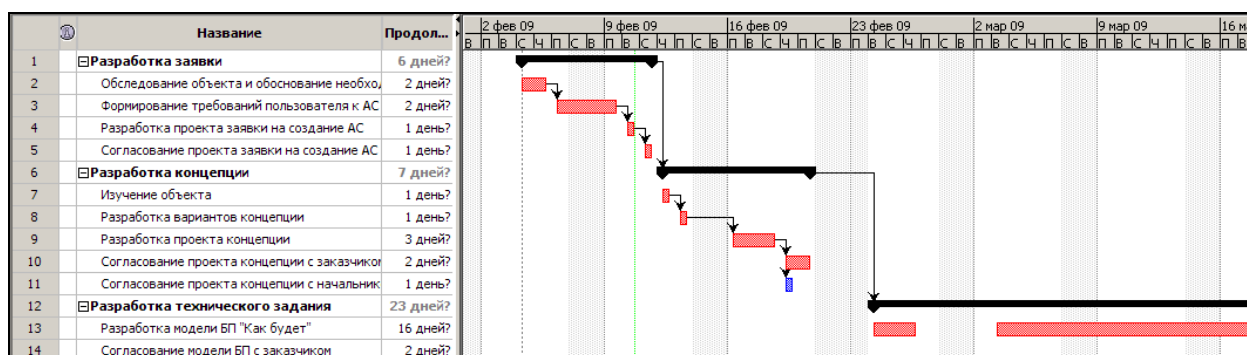 Название Продол...
2 фев 09 9 фев 09 16 фев 09 23 фев 09 2 мар 09 9 мар 09 16 м
В П В С Ч П С В П В С Ч П С В П В С Ч П С В П В С Ч П С В П В С Ч П С В П В С Ч П С В П В
1 Разработка заявки 6 дней?
2 Обследование объекта и обоснование необхо, 2 дней?
3 Формирование требований пользователя к АС 2 дней?
4 Разработка проекта заявки на создание АС 1 день?
5 Согласование проекта заявки на создание АС 1 день?
6 Разработка концепции 7 дней?
7 Изучение объекта 1 день?
8 Разработка вариантов концепции 1 день?
9 Разработка проекта концепции 3 дней?
10 Согласование проекта концепции с заказчиком 2 дней?
11 Согласование проекта концепции с начальник 1 день?
12 Разработка технического задания 23 дней?
13 Разработка модели БП "Как будет" 16 дней?
14 Согласование модели БП с заказчиком 2 дней?